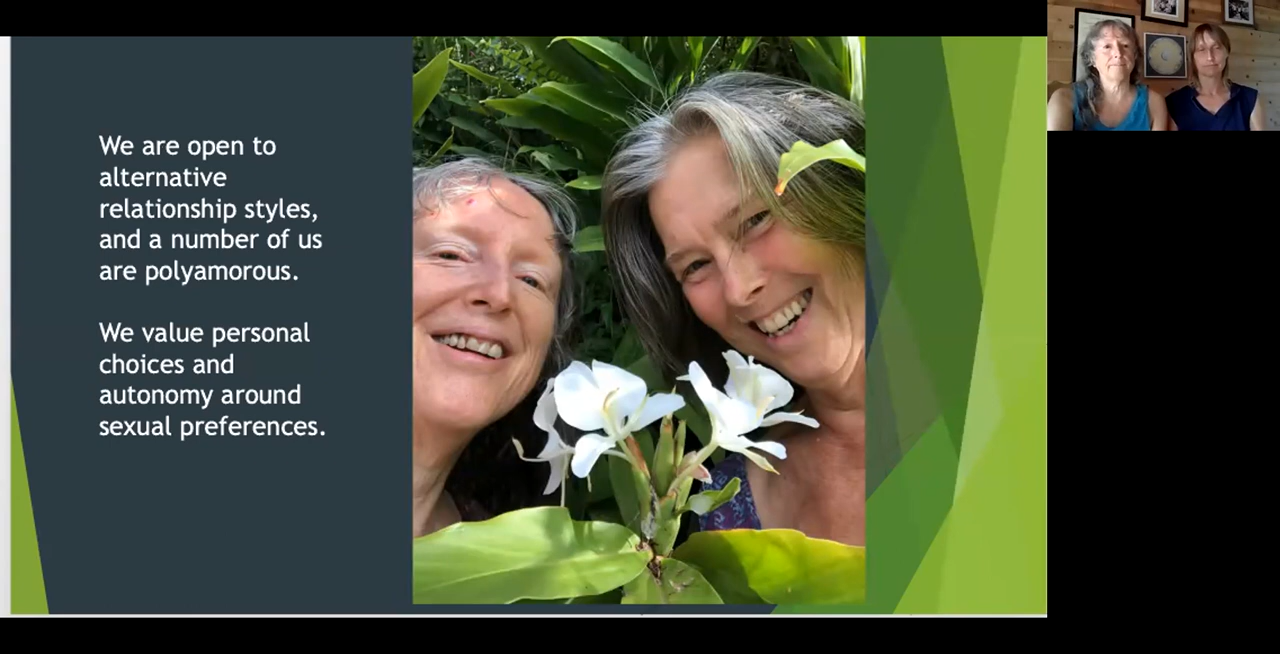 We are open to
alternative
relationship styles,
and a number of us
are polyamorous.
We value personal
choices and
autonomy around
sexual preferences.